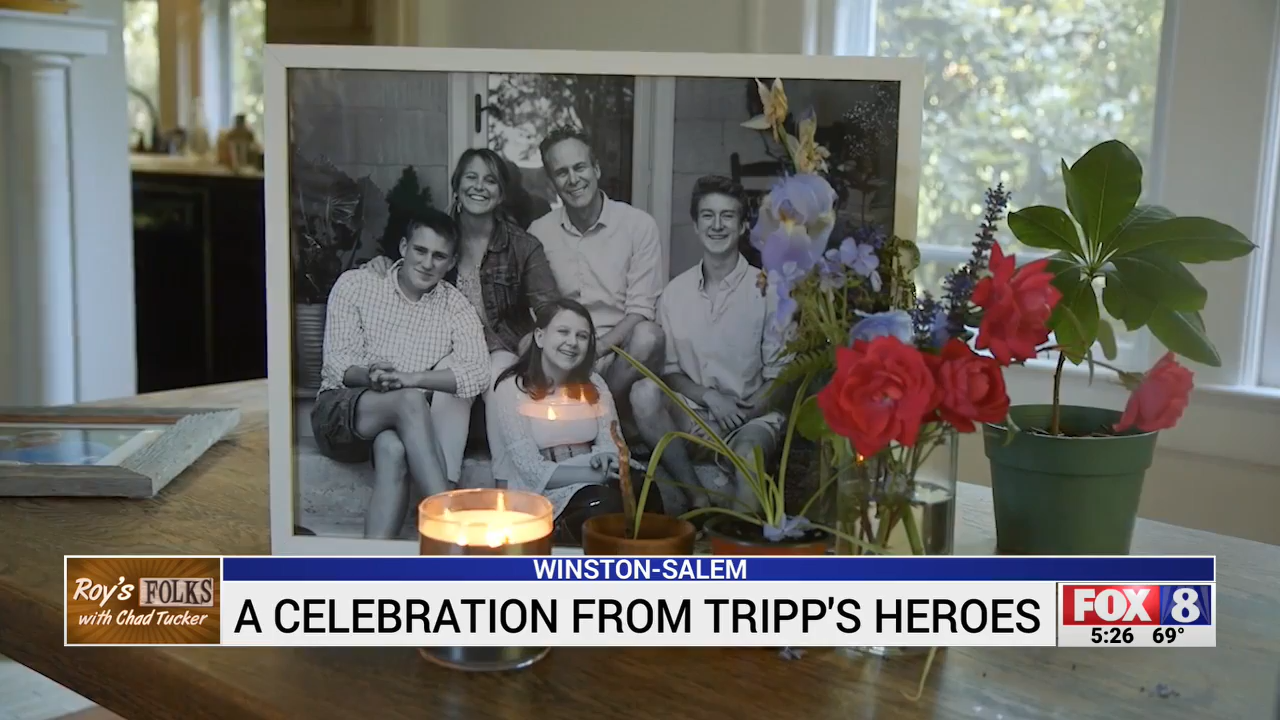 WINSTON-SALEM
Roy's FOLKS
with Chad Tucker
A CELEBRATION FROM TRIPP'S HEROES
FOX 8
5:26 69°